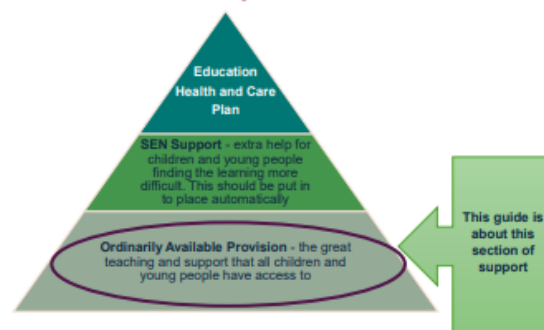 Education
Health and Care
Plan
SEN Support - extra help for
children and young people
finding the learning more
difficult. This should be put in
to place automatically
Ordinarily Available Provision - the great
teaching and support that all children and
young people have access to
This guide is
about this
section of
support